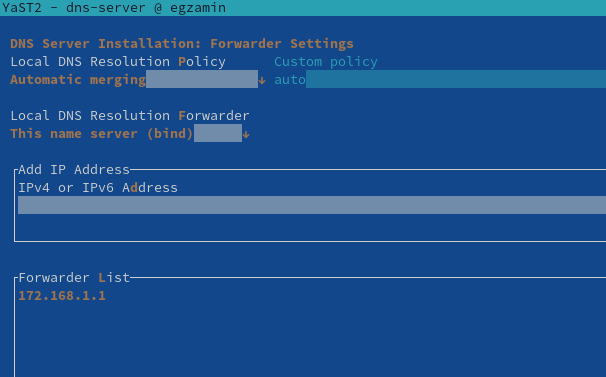 YaST2 - dns-server @ egzamin
DNS Server Installation: Forwarder Settings
Local DNS Resolution Policy Custom policy
Automatic merging↓ auto
Local DNS Resolution Forwarder
This name server (bind)↓
Add IP Address
IPv4 or IPv6 Address
Forwarder List
172.168.1.1